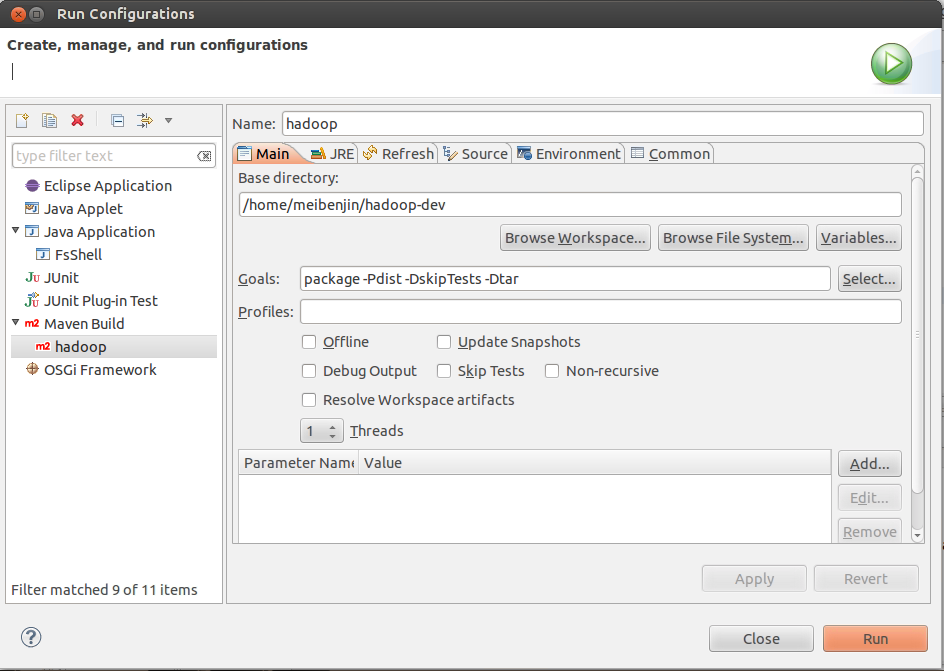 Run Configurations
Create, manage, and run configurations
type filter text
Eclipse Application
Java Applet
Java Application
FsShell
Ju JUnit
JUnit Plug-in Test
m2 Maven Build
m2 hadoop
OSGi Framework
Filter matched 9 of 11 items
Name: hadoop
Main JRE Refresh Source Environment Common
Base directory:
/home/meibenjin/hadoop-dev
Browse Workspace... Browse File System... Variables...
Goals: package -Pdist -DskipTests -Dtar Select...
Profiles:
Offline Update Snapshots
Debug Output Skip Tests Non-recursive
Resolve Workspace artifacts
1 Threads
Parameter Name Value
Add...
Edit...
Remove
Apply Revert
? Close Run